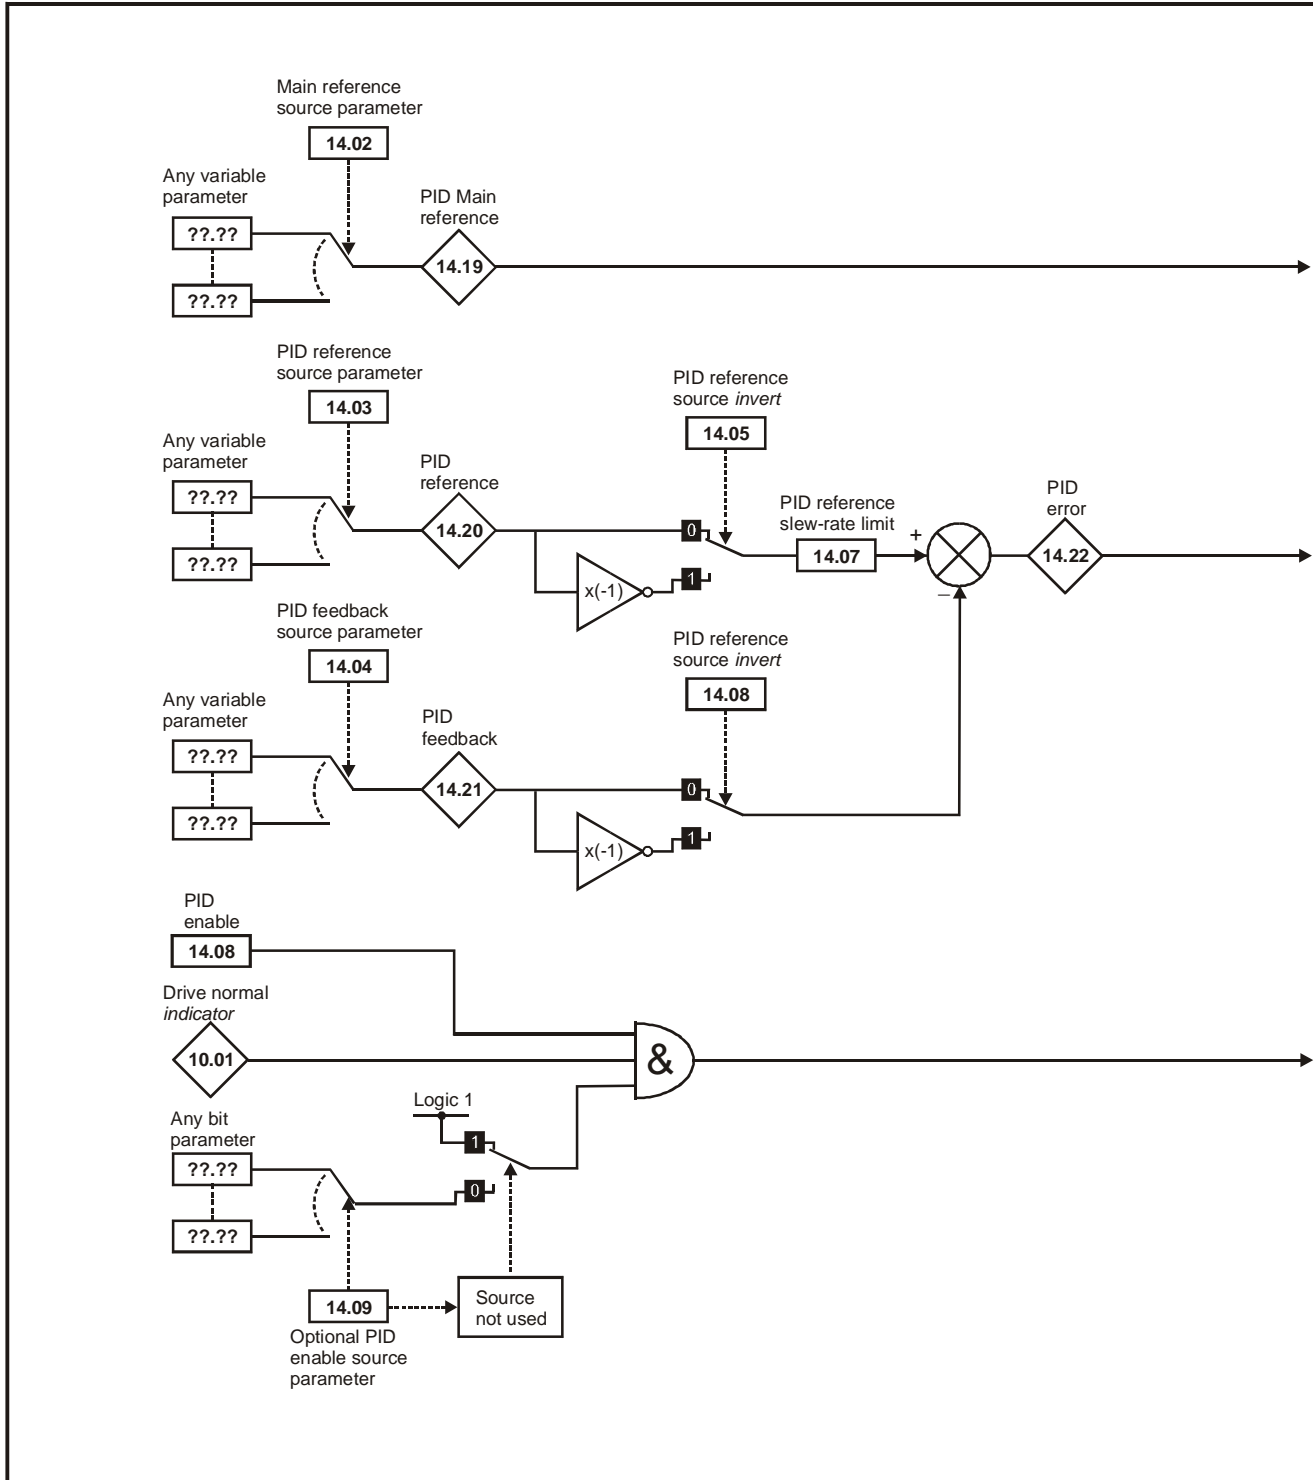 Main reference
source parameter
14.02
Any variable
parameter
??.??
??.??
PID Main
reference
14.19
PID reference
source parameter
14.03
Any variable
parameter
??.??
??.??
PID
reference
14.20
x(-1)
PID reference
source invert
14.05
0
1
PID reference
slew-rate limit
14.07
+
–
PID
error
14.22
PID feedback
source parameter
14.04
Any variable
parameter
??.??
??.??
PID
feedback
14.21
x(-1)
PID reference
source invert
14.08
0
1
PID
enable
14.08
Drive normal
indicator
10.01
&
Logic 1
1
0
Any bit
parameter
??.??
??.??
14.09
Optional PID
enable source
parameter
Source
not used